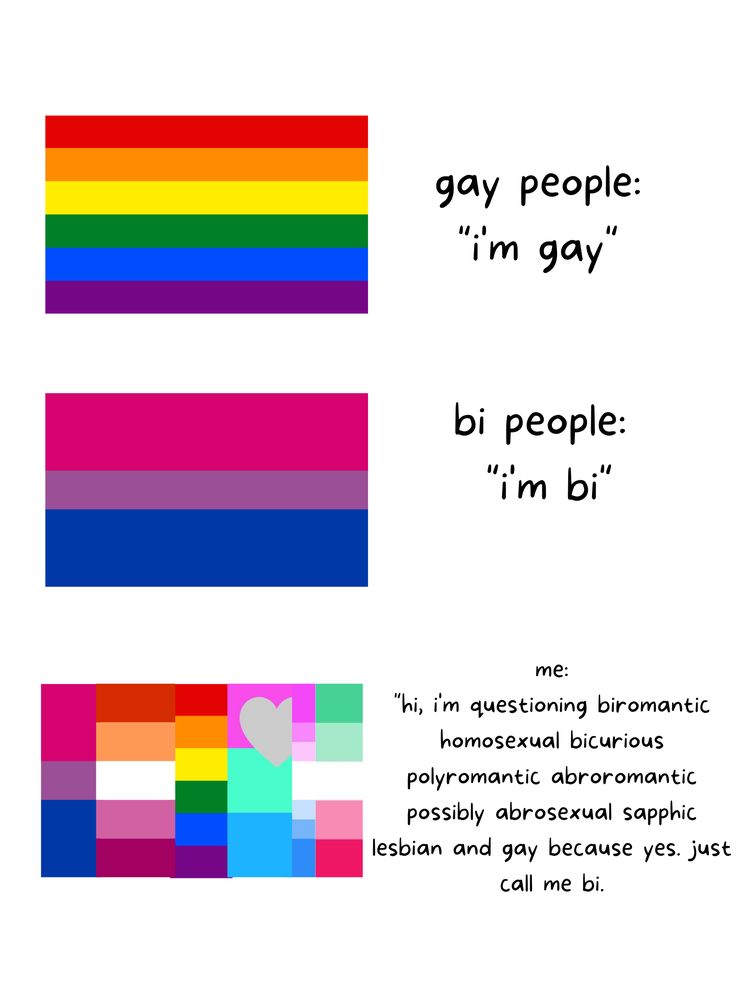 gay people:
"i'm gay"
bi people:
"i'm bi"
me:
"hi, i'm questioning biromantic
homosexual bicurious
polyromantic abroromantic
possibly abrosexual sapphic
lesbian and gay because yes. just
call me bi.